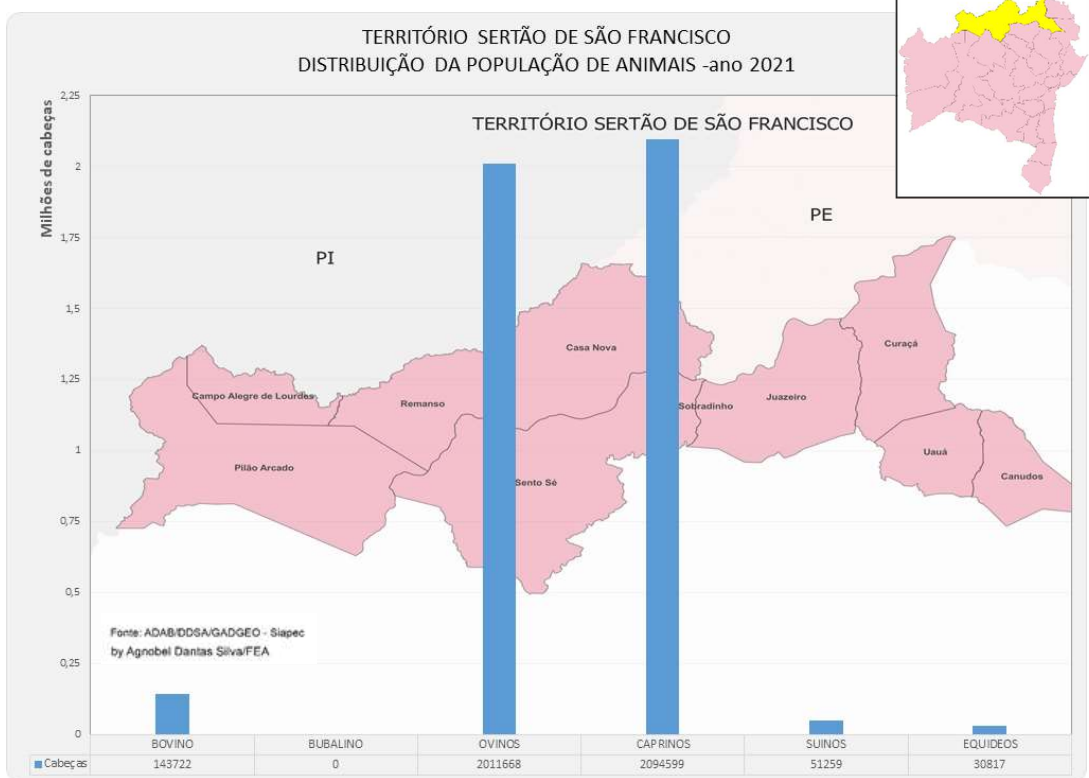 TERRITÓRIO SERTÃO DE SÃO FRANCISCO
DISTRIBUIÇÃO DA POPULAÇÃO DE ANIMAIS -ano 2021
Milhões de cabeças
2,25
2
1,75
1,5
1,25
1
0,75
0,5
0,25
0
TERRITÓRIO SERTÃO DE SÃO FRANCISCO
PE
PI
Casa Nova
Curaçá
Campo Alegre de Lourdes
Remanso
Sobradinho
Juazeiro
Pilão Arcado
Sento Sé
Uauá
Canudos
Fonte: ADAB/DDSA/GADGEO - Siapec
by Agnobel Dantas Silva/FEA
BOVINO BUBALINO OVINOS CAPRINOS SUINOS EQUIDEOS
Cabeças 143722 0 2011668 2094599 51259 30817